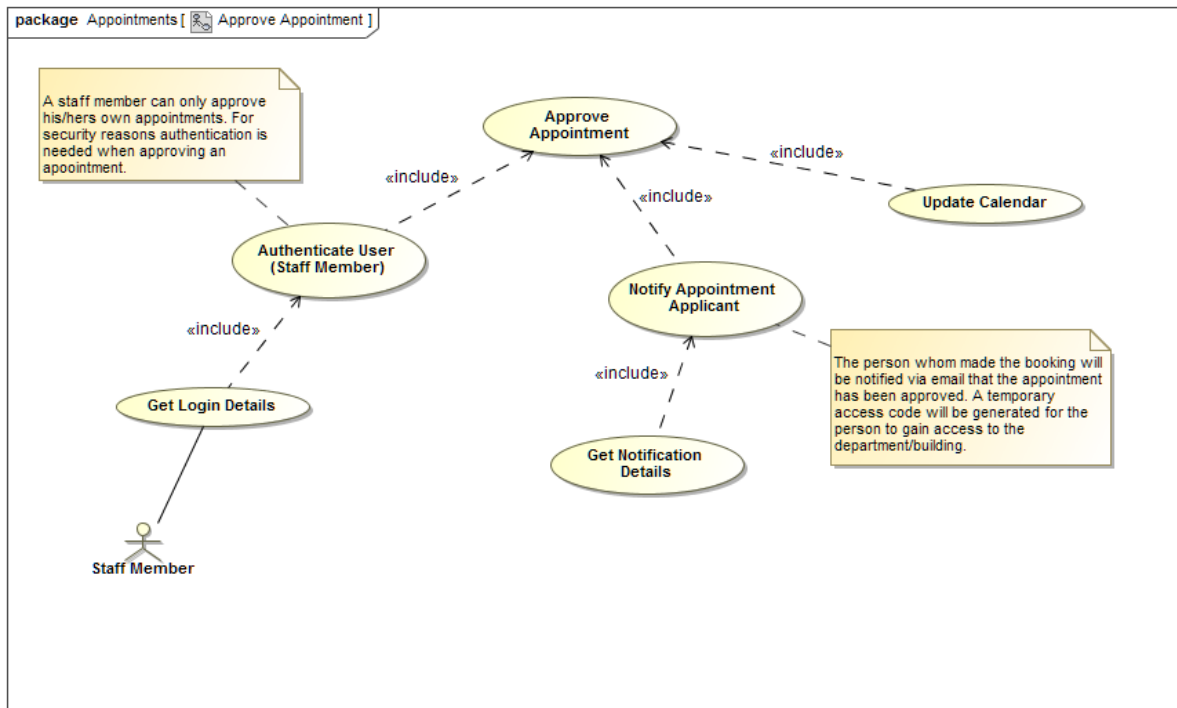 package Appointments [ Approve Appointment ]
A staff member can only approve
his/hers own appointments. For
security reasons authentication is
needed when approving an
apointment.
Approve
Appointment
«include»
«include»
«include»
Update Calendar
Authenticate User
(Staff Member)
Notify Appointment
Applicant
«include»
«include»
The person whom made the booking will
be notified via email that the appointment
has been approved. A temporary
access code will be generated for the
person to gain access to the
department/building.
Get Login Details
Get Notification
Details
Staff Member